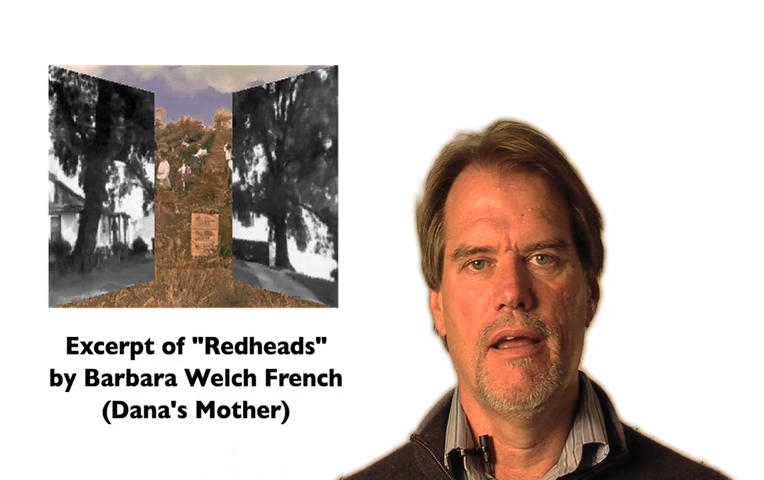 Excerpt of "Redheads"
by Barbara Welch French
(Dana's Mother)